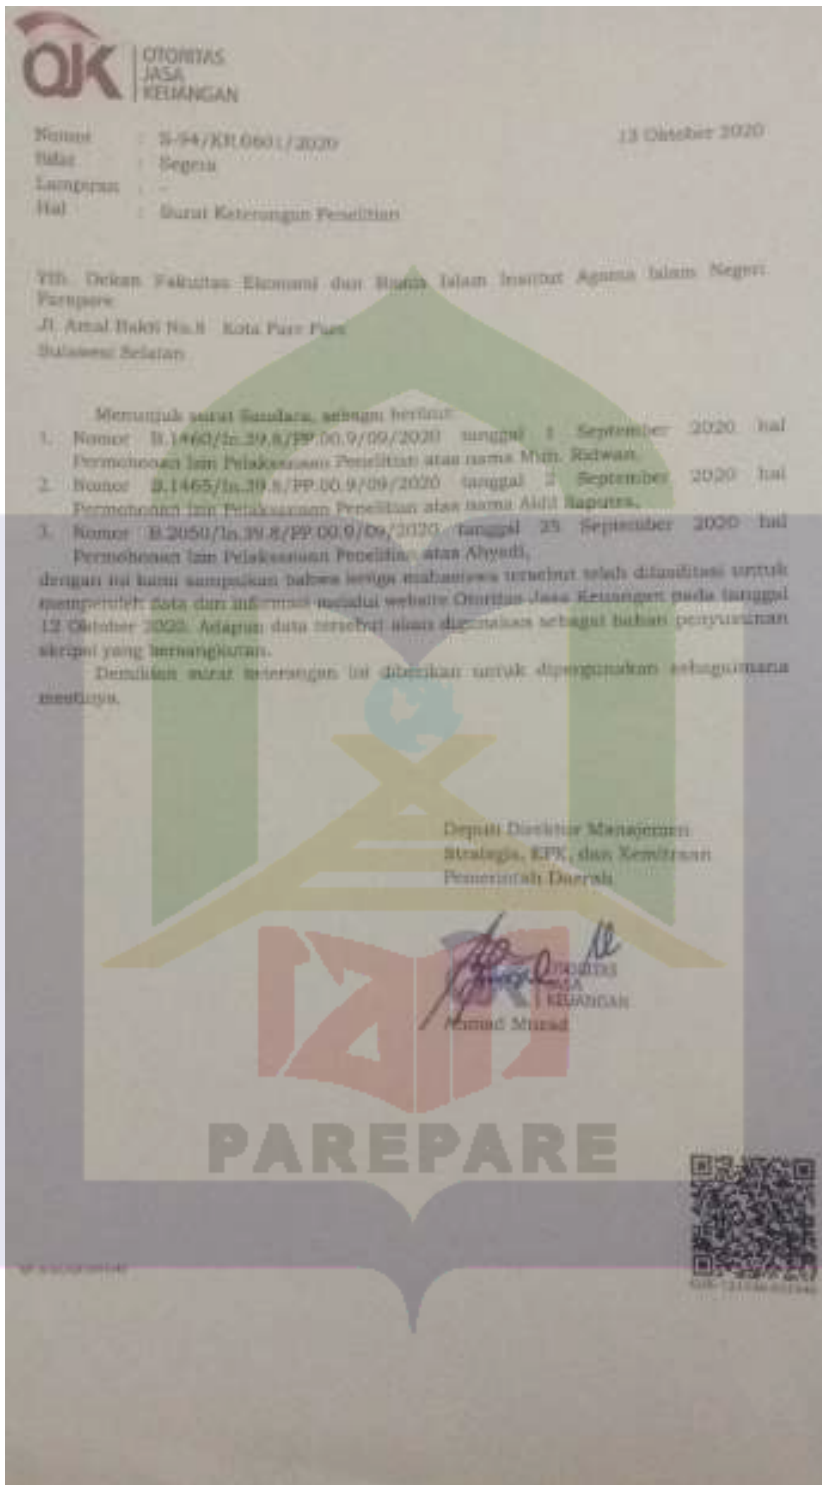 OJK
OTORITAS
JASA
KEUANGAN
Nomor : S-94/KR.0601/2020
13 Oktober 2020
Sifat : Segera
Lampiran : -
Hal : Surat Keterangan Penelitian
Yth. Dekan Fakultas Ekonomi dan Bisnis Islam Institut Agama Islam Negeri
Parepare
Jl. Amal Bakti No.8 Kota Pare Pare
Sulawesi Selatan
Menunjuk surat Saudara, sebagai berikut:
1. Nomor B.1460/In.39.8/PP.00.9/09/2020 tanggal 1 September 2020 hal
Permohonan Izin Pelaksanaan Penelitian atas nama Muh. Ridwan,
2. Nomor B.1465/In.39.8/PP.00.9/09/2020 tanggal 2 September 2020 hal
Permohonan Izin Pelaksanaan Penelitian atas nama Aldi Saputra,
3. Nomor B.2050/In.39.8/PP.00.9/09/2020 tanggal 25 September 2020 hal
Permohonan Izin Pelaksanaan Penelitian atas Ahyadi,
dengan ini kami sampaikan bahwa ketiga mahasiswa tersebut telah difasilitasi untuk
memperoleh data dan informasi melalui website Otoritas Jasa Keuangan pada tanggal
12 Oktober 2020. Adapun data tersebut akan digunakan sebagai bahan penyusunan
skripsi yang bersangkutan.
Demikian surat keterangan ini diberikan untuk dipergunakan sebagaimana
mestinya.
Deputi Direktur Manajemen
Strategis, EPK, dan Kemitraan
Pemerintah Daerah
OTORITAS
JASA
KEUANGAN
Ahmad Murad
PAREPARE